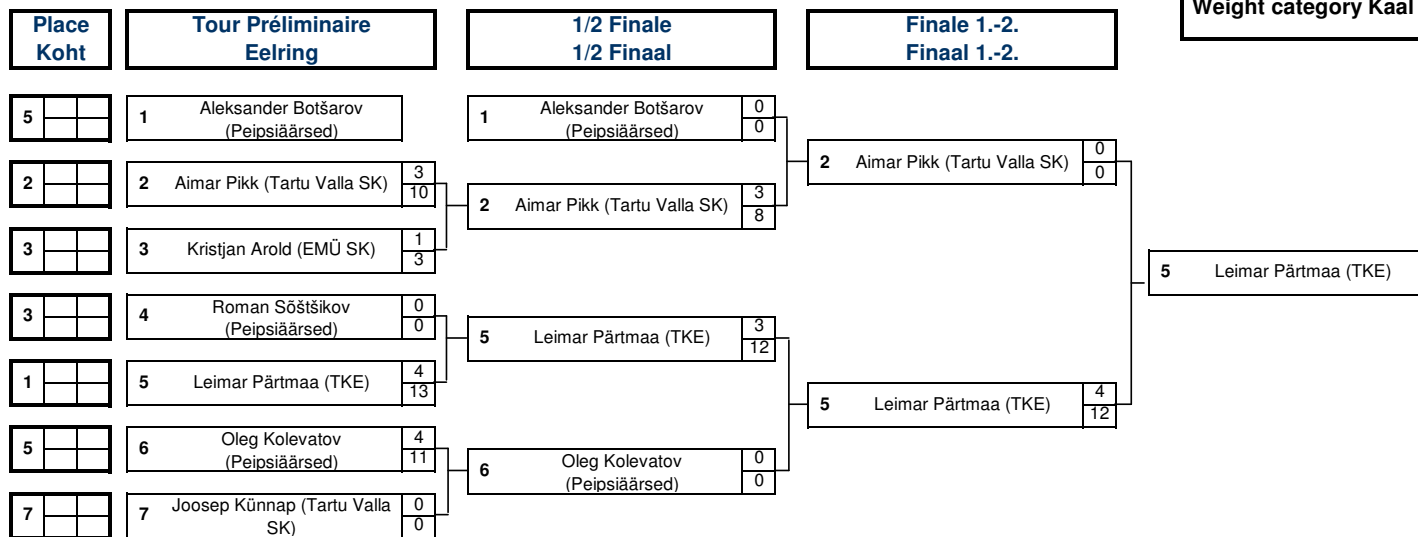 Weight category Kaal
Place
Koht
Tour Préliminaire
Eelring
1/2 Finale
1/2 Finaal
Finale 1.-2.
Finaal 1.-2.
5
1
Aleksander Botšarov
(Peipsiäärsed)
2
2
Aimar Pikk (Tartu Valla SK)
3
10
3
3
Kristjan Arold (EMÜ SK)
1
3
3
4
Roman Sõštšikov
(Peipsiäärsed)
0
0
1
5
Leimar Pärtmaa (TKE)
4
13
5
6
Oleg Kolevatov
(Peipsiäärsed)
4
11
7
7
Joosep Künnap (Tartu Valla
SK)
0
0
1
Aleksander Botšarov
(Peipsiäärsed)
0
0
2
Aimar Pikk (Tartu Valla SK)
3
8
5
Leimar Pärtmaa (TKE)
3
12
6
Oleg Kolevatov
(Peipsiäärsed)
0
0
2
Aimar Pikk (Tartu Valla SK)
0
0
5
Leimar Pärtmaa (TKE)
4
12
5
Leimar Pärtmaa (TKE)